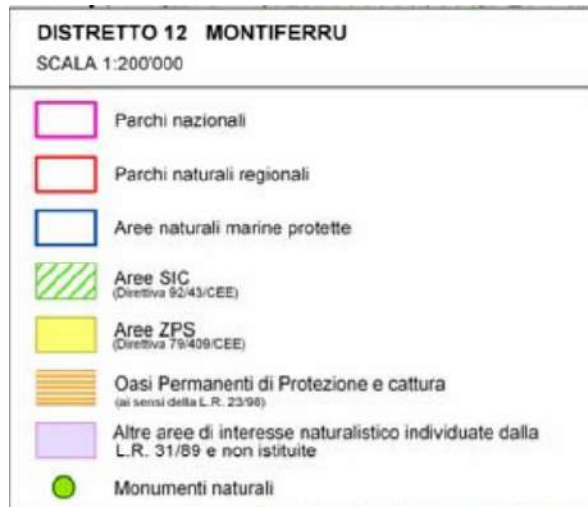 DISTRETTO 12 MONTIFERRU
SCALA 1:200'000
Parchi nazionali
Parchi naturali regionali
Aree naturali marine protette
Aree SIC
(Direttiva 92/43/CEE)
Aree ZPS
(Direttiva 79/409/CEE)
Oasi Permanenti di Protezione e cattura
(ai sensi della L.R. 23/98)
Altre aree di interesse naturalistico individuate dalla
L.R. 31/89 e non istituite
Monumenti naturali